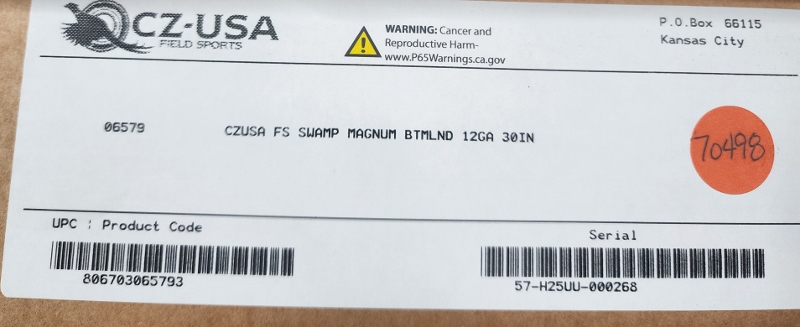 CZ-USA
FIELD SPORTS
WARNING: Cancer and
Reproductive Harm-
www.P65Warnings.ca.gov
P.O.Box 66115
Kansas City
06579
CZUSA FS SWAMP MAGNUM BTMLND 12GA 30IN
70498
UPC : Product Code
806703065793
Serial
57-H25UU-000268